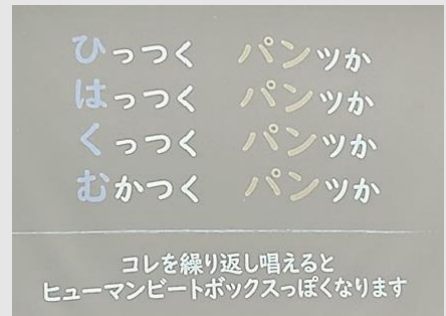 ひっつく パンツか
はっつく パンツか
くっつく パンツか
むかつく パンツか
コレを繰り返し唱えると
ヒューマンビートボックスっぽくなります